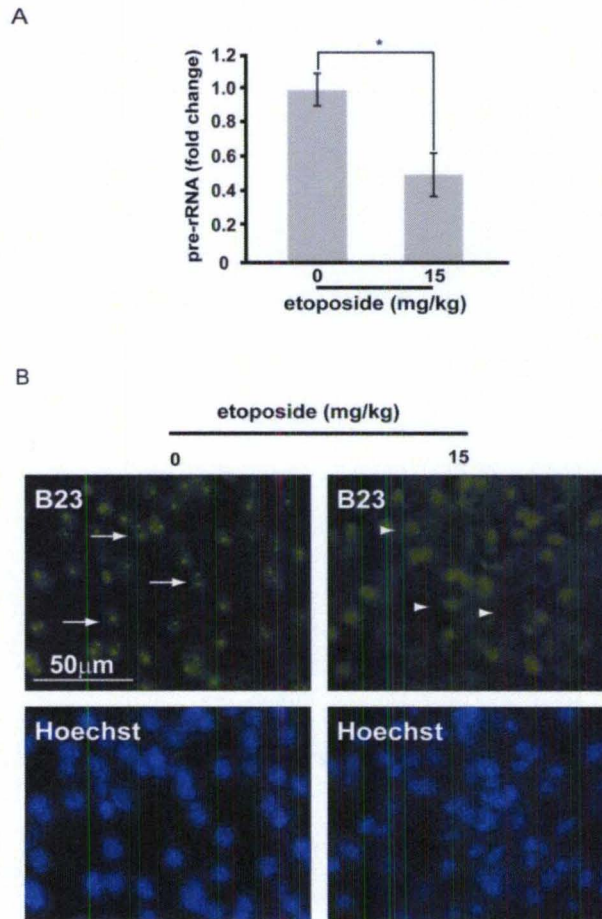 A
*
pre-rRNA (fold change)
1.2
1.0
0.8
0.6
0.4
0.2
0
0 15
etoposide (mg/kg)
B
etoposide (mg/kg)
0 15
B23 B23
50μm
Hoechst Hoechst